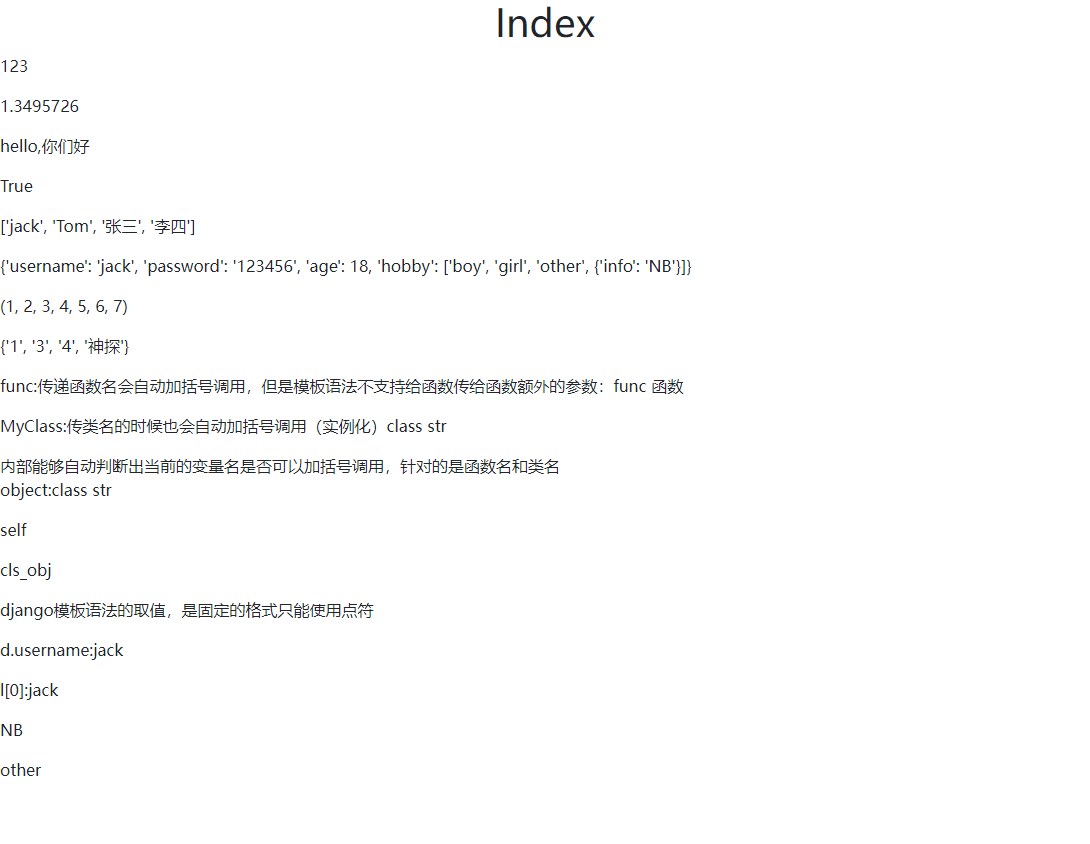 Index
123
1.3495726
hello,你们好
True
['jack', 'Tom', '张三', '李四']
{'username': 'jack', 'password': '123456', 'age': 18, 'hobby': ['boy', 'girl', 'other', {'info': 'NB'}]}
(1, 2, 3, 4, 5, 6, 7)
{'1', '3', '4', '神探'}
func:传递函数名会自动加括号调用，但是模板语法不支持给函数传给函数额外的参数：func 函数
MyClass:传类名的时候也会自动加括号调用（实例化）class str
内部能够自动判断出当前的变量名是否可以加括号调用，针对的是函数名和类名
object:class str
self
cls_obj
django模板语法的取值，是固定的格式只能使用点符
d.username:jack
l[0]:jack
NB
other